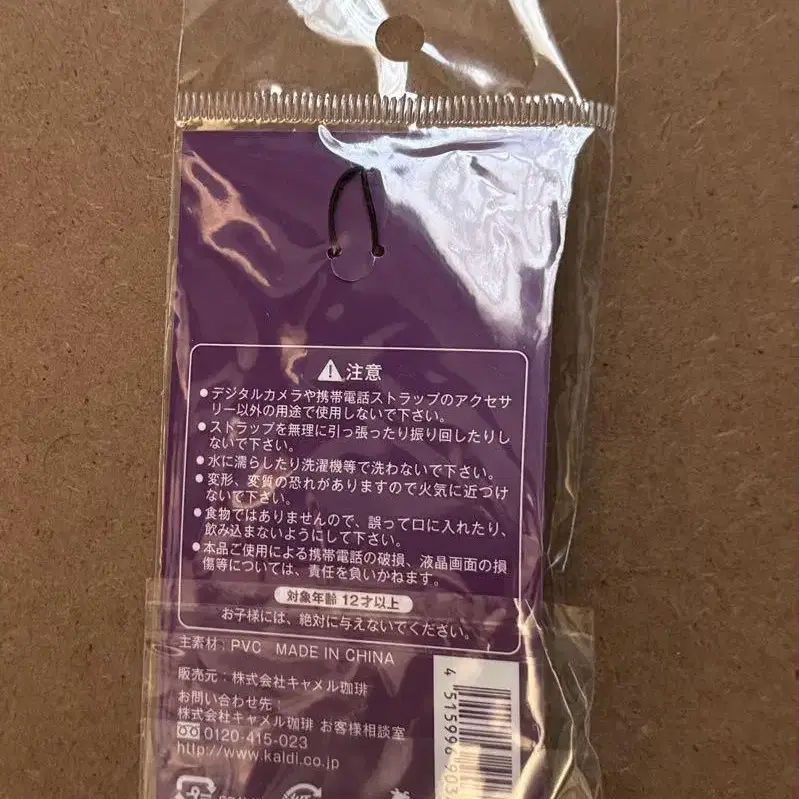 ⚠注意
●デジタルカメラや携帯電話ストラップのアクセサ
リー以外の用途で使用しないで下さい。
●ストラップを無理に引っ張ったり振り回したりし
ないで下さい。
●水に濡らしたり洗濯機等で洗わないで下さい。
●変形、変質の恐れがありますので火気に近づけ
ないで下さい。
●食物ではありませんので、誤って口に入れたり、
飲み込まないようにして下さい。
●本品ご使用による携帯電話の破損、液晶画面の損
傷等については、責任を負いかねます。
対象年齢 12才以上
お子様には、絶対に与えないでください。
主素材：PVC MADE IN CHINA
販売元：株式会社キャメル珈琲
お問い合わせ先：
株式会社キャメル珈琲 お客様相談室
0120-415-023
http://www.kaldi.co.jp
4 515996 903
プラ